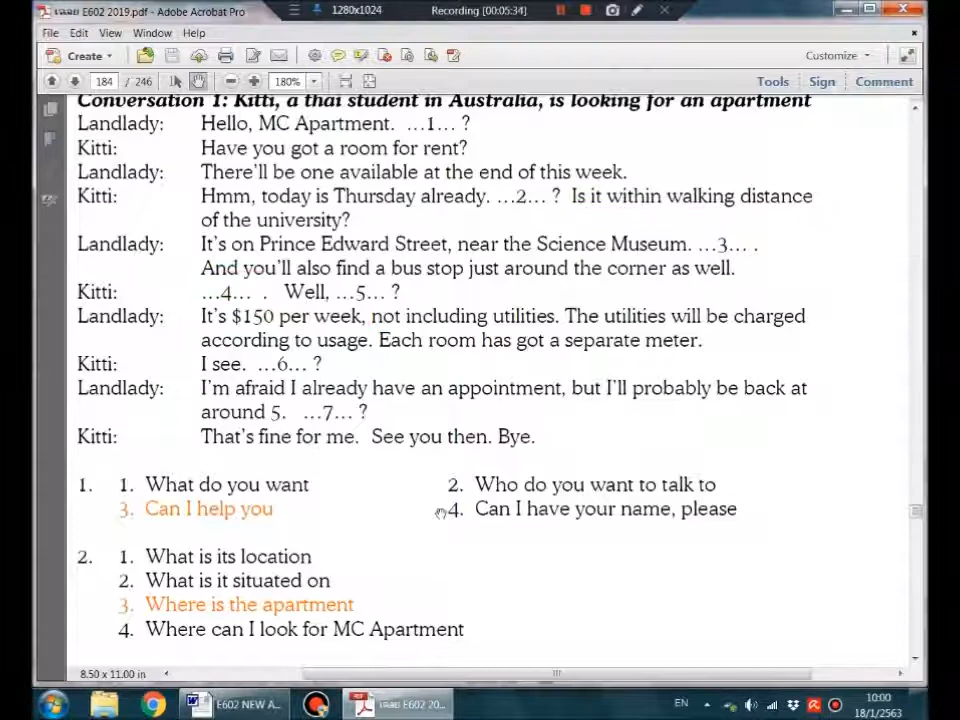 เฉลย E602 2019.pdf - Adobe Acrobat Pro
1280x1024
Recording [00:05:34]
File Edit View Window Help
Create
Customize
184 / 246
180%
Tools Sign Comment
Conversation 1: Kitti, a thai student in Australia, is looking for an apartment
Landlady: Hello, MC Apartment. ...1... ?
Kitti: Have you got a room for rent?
Landlady: There'll be one available at the end of this week.
Kitti: Hmm, today is Thursday already. ...2... ? Is it within walking distance
of the university?
Landlady: It's on Prince Edward Street, near the Science Museum. ...3... .
And you'll also find a bus stop just around the corner as well.
Kitti: ...4... . Well, ...5... ?
Landlady: It's $150 per week, not including utilities. The utilities will be charged
according to usage. Each room has got a separate meter.
Kitti: I see. ...6... ?
Landlady: I'm afraid I already have an appointment, but I'll probably be back at
around 5. ...7... ?
Kitti: That's fine for me. See you then. Bye.
1. 1. What do you want 2. Who do you want to talk to
3. Can I help you 4. Can I have your name, please
2. 1. What is its location
2. What is it situated on
3. Where is the apartment
4. Where can I look for MC Apartment
8.50 x 11.00 in
E602 NEW A...
เฉลย E602 20...
EN
10:00
18/1/2563